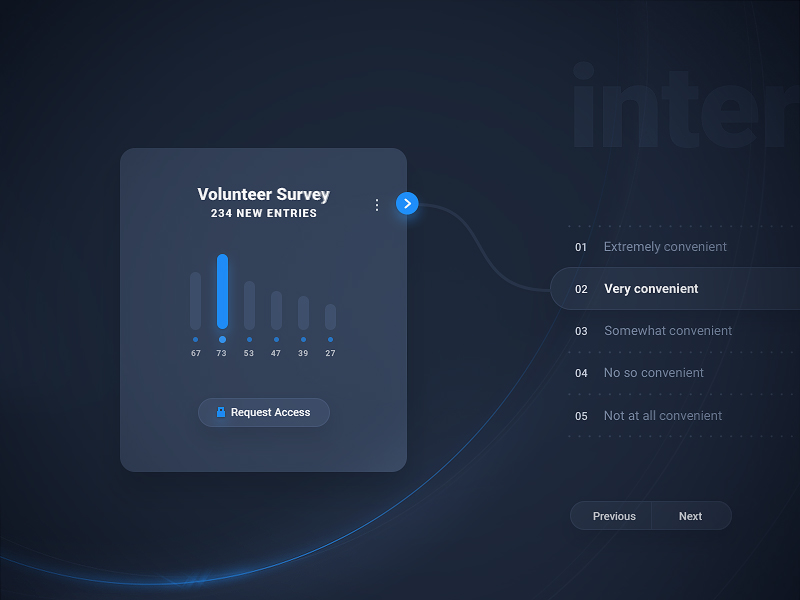 inter
Volunteer Survey
234 NEW ENTRIES
67 73 53 47 39 27
Request Access
01 Extremely convenient
02 Very convenient
03 Somewhat convenient
04 No so convenient
05 Not at all convenient
Previous Next